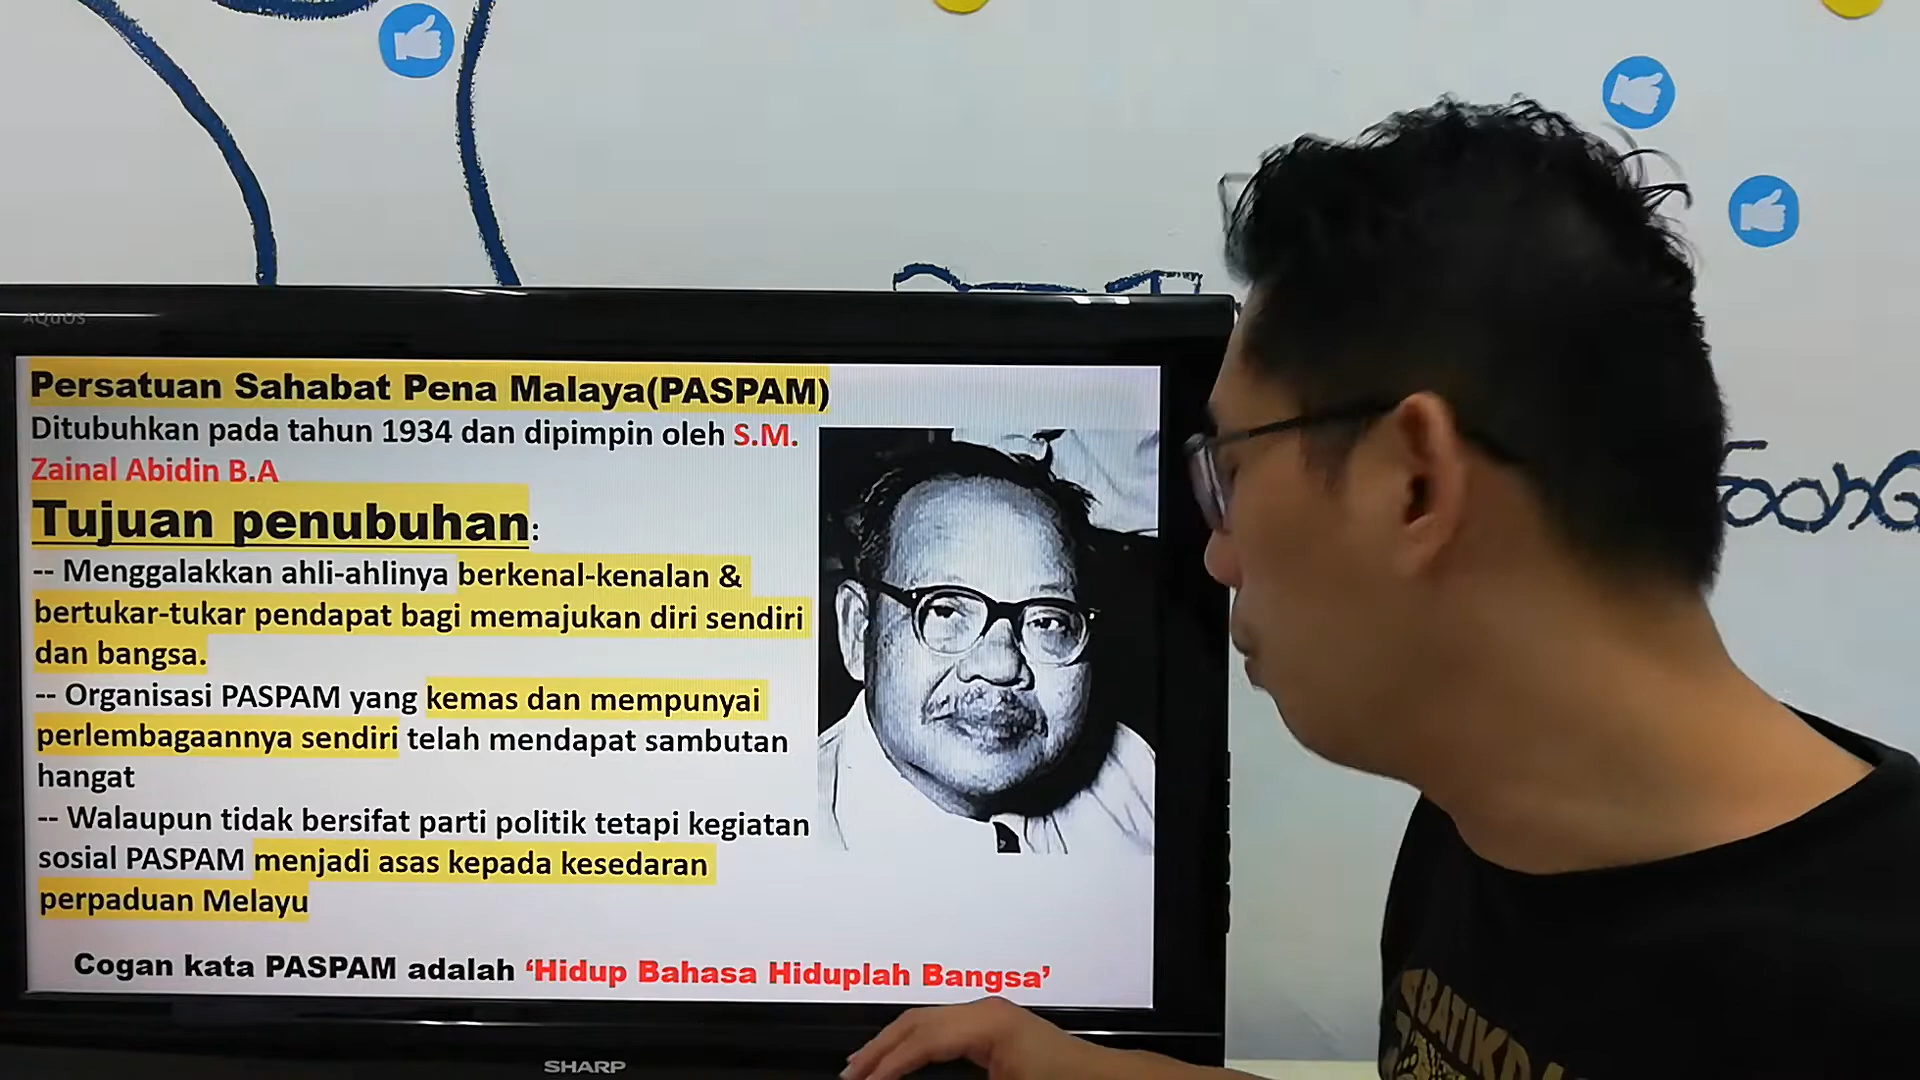 AQUOS
Persatuan Sahabat Pena Malaya(PASPAM)
Ditubuhkan pada tahun 1934 dan dipimpin oleh S.M.
Zainal Abidin B.A
Tujuan penubuhan:
-- Menggalakkan ahli-ahlinya berkenal-kenalan &
bertukar-tukar pendapat bagi memajukan diri sendiri
dan bangsa.
-- Organisasi PASPAM yang kemas dan mempunyai
perlembagaannya sendiri telah mendapat sambutan
hangat
-- Walaupun tidak bersifat parti politik tetapi kegiatan
sosial PASPAM menjadi asas kepada kesedaran
perpaduan Melayu
Cogan kata PASPAM adalah ‘Hidup Bahasa Hiduplah Bangsa’
SHARP